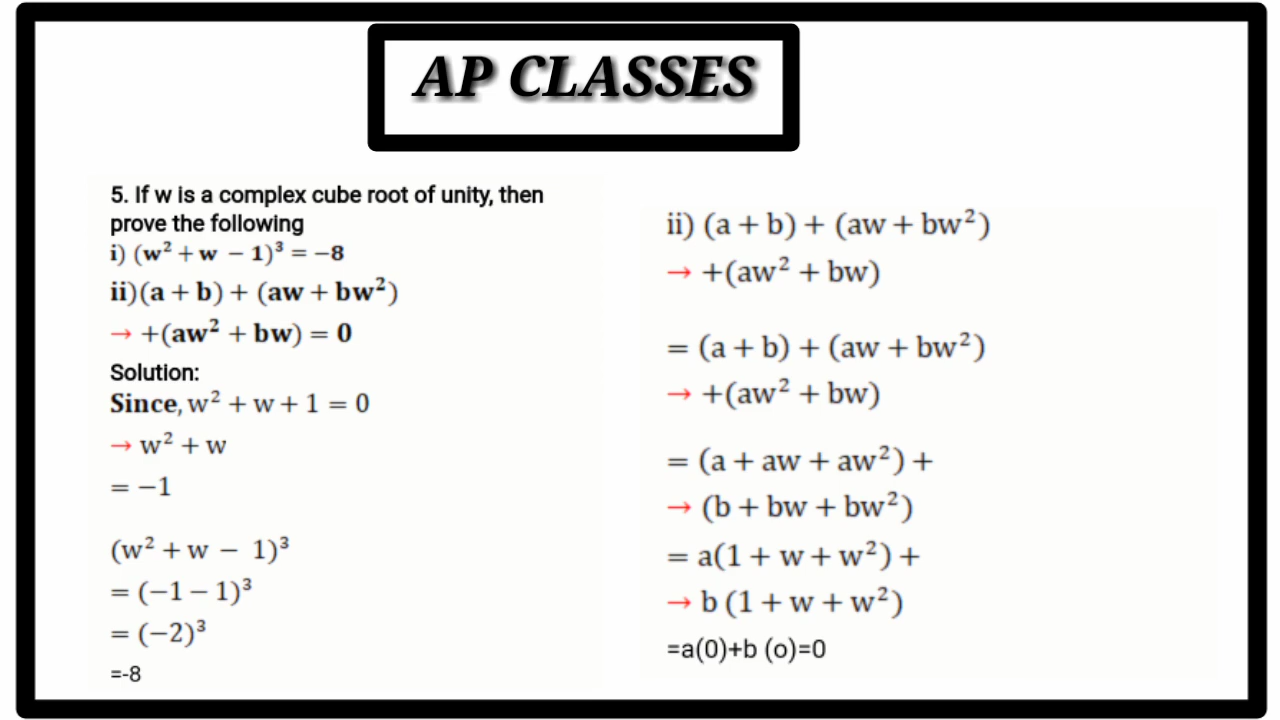 AP CLASSES
5. If w is a complex cube root of unity, then
prove the following
i) (w² + w − 1)³ = −8
ii)(a + b) + (aw + bw²)
→ +(aw² + bw) = 0
Solution:
Since, w² + w + 1 = 0
→ w² + w
= −1
(w² + w − 1)³
= (−1 − 1)³
= (−2)³
=-8
ii) (a + b) + (aw + bw²)
→ +(aw² + bw)
= (a + b) + (aw + bw²)
→ +(aw² + bw)
= (a + aw + aw²) +
→ (b + bw + bw²)
= a(1 + w + w²) +
→ b (1 + w + w²)
=a(0)+b (o)=0